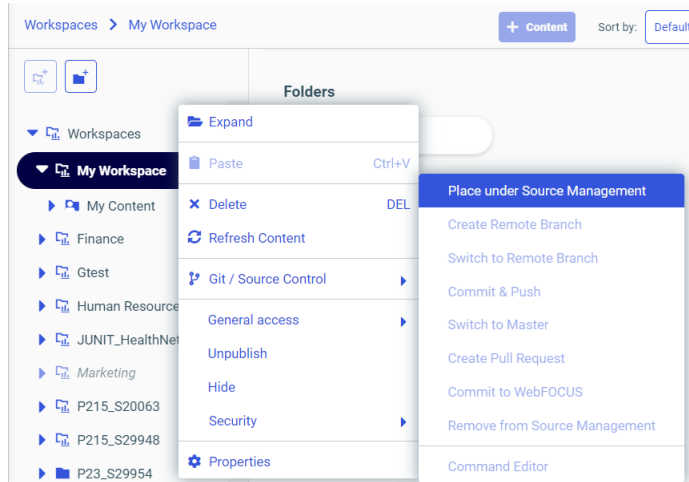 Workspaces > My Workspace
+ Content
Sort by:
Default
Folders
Workspaces
My Workspace
My Content
Finance
Gtest
Human Resource
JUNIT_HealthNet
Marketing
P215_S20063
P215_S29948
P23_S29954
Expand
Paste Ctrl+V
Delete DEL
Refresh Content
Git / Source Control
General access
Unpublish
Hide
Security
Properties
Place under Source Management
Create Remote Branch
Switch to Remote Branch
Commit & Push
Switch to Master
Create Pull Request
Commit to WebFOCUS
Remove from Source Management
Command Editor